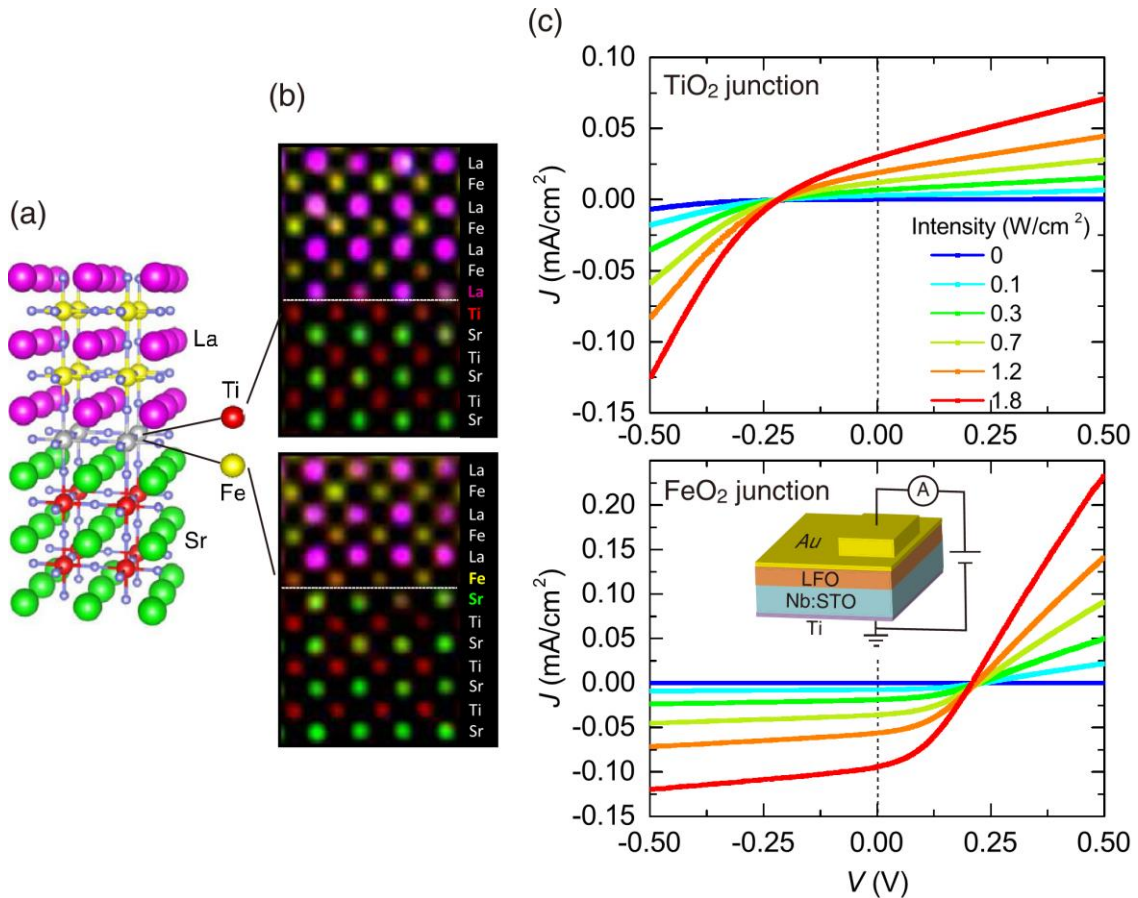 (a)
La
Ti
Fe
Sr
(b)
La
Fe
La
Fe
La
Fe
La
Ti
Sr
Ti
Sr
Ti
Sr
La
Fe
La
Fe
La
Fe
Sr
Ti
Sr
Ti
Sr
Ti
Sr
(c)
TiO2 junction
J (mA/cm2)
0.10
0.05
0.00
-0.05
-0.10
-0.15
-0.50 -0.25 0.00 0.25 0.50
Intensity (W/cm2)
0
0.1
0.3
0.7
1.2
1.8
FeO2 junction
J (mA/cm2)
0.20
0.15
0.10
0.05
0.00
-0.05
-0.10
-0.15
A
Au
LFO
Nb:STO
Ti
-0.50 -0.25 0.00 0.25 0.50
V (V)